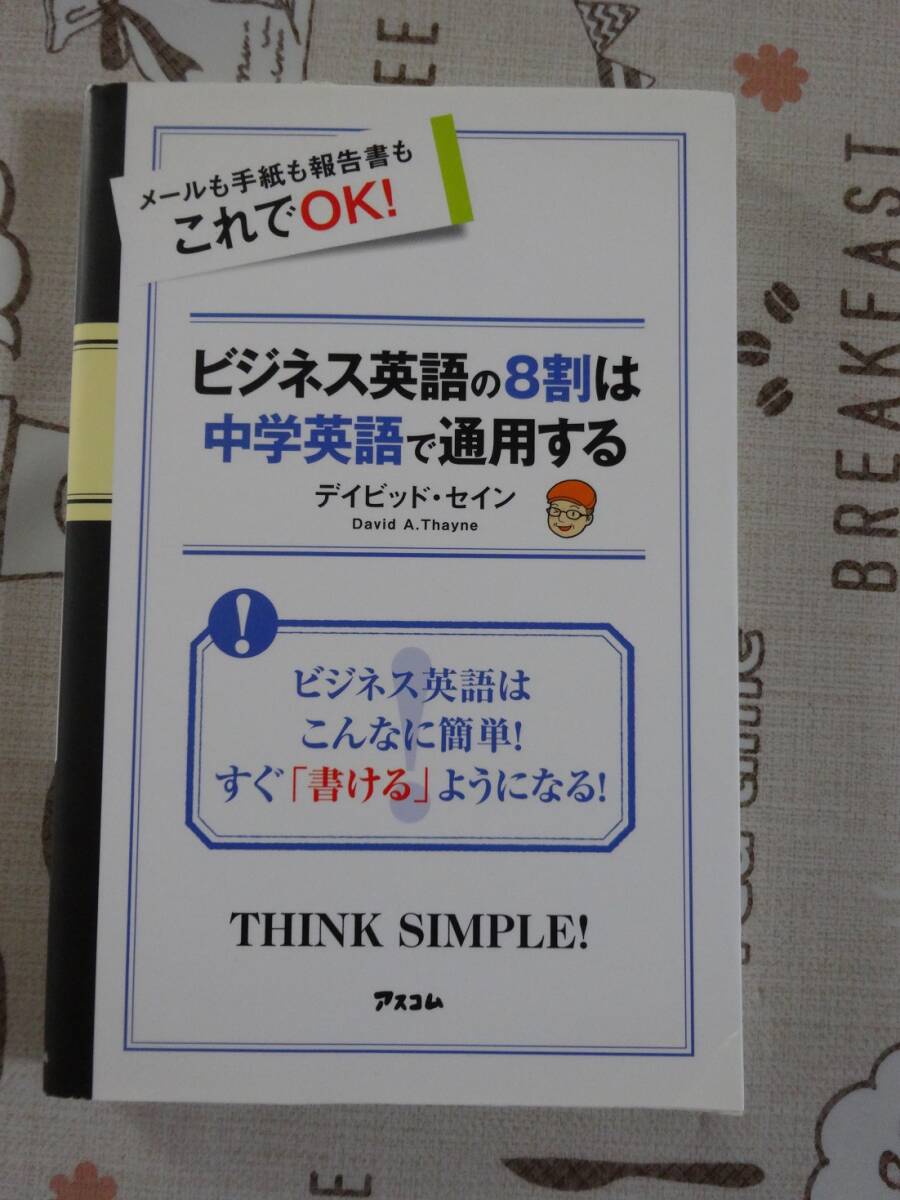 メールも手紙も報告書も
これでOK!
ビジネス英語の8割は
中学英語で通用する
デイビッド・セイン
David A.Thayne
!
ビジネス英語は
こんなに簡単!
すぐ「書ける」ようになる!
THINK SIMPLE!
アスコム
BREAKFAST